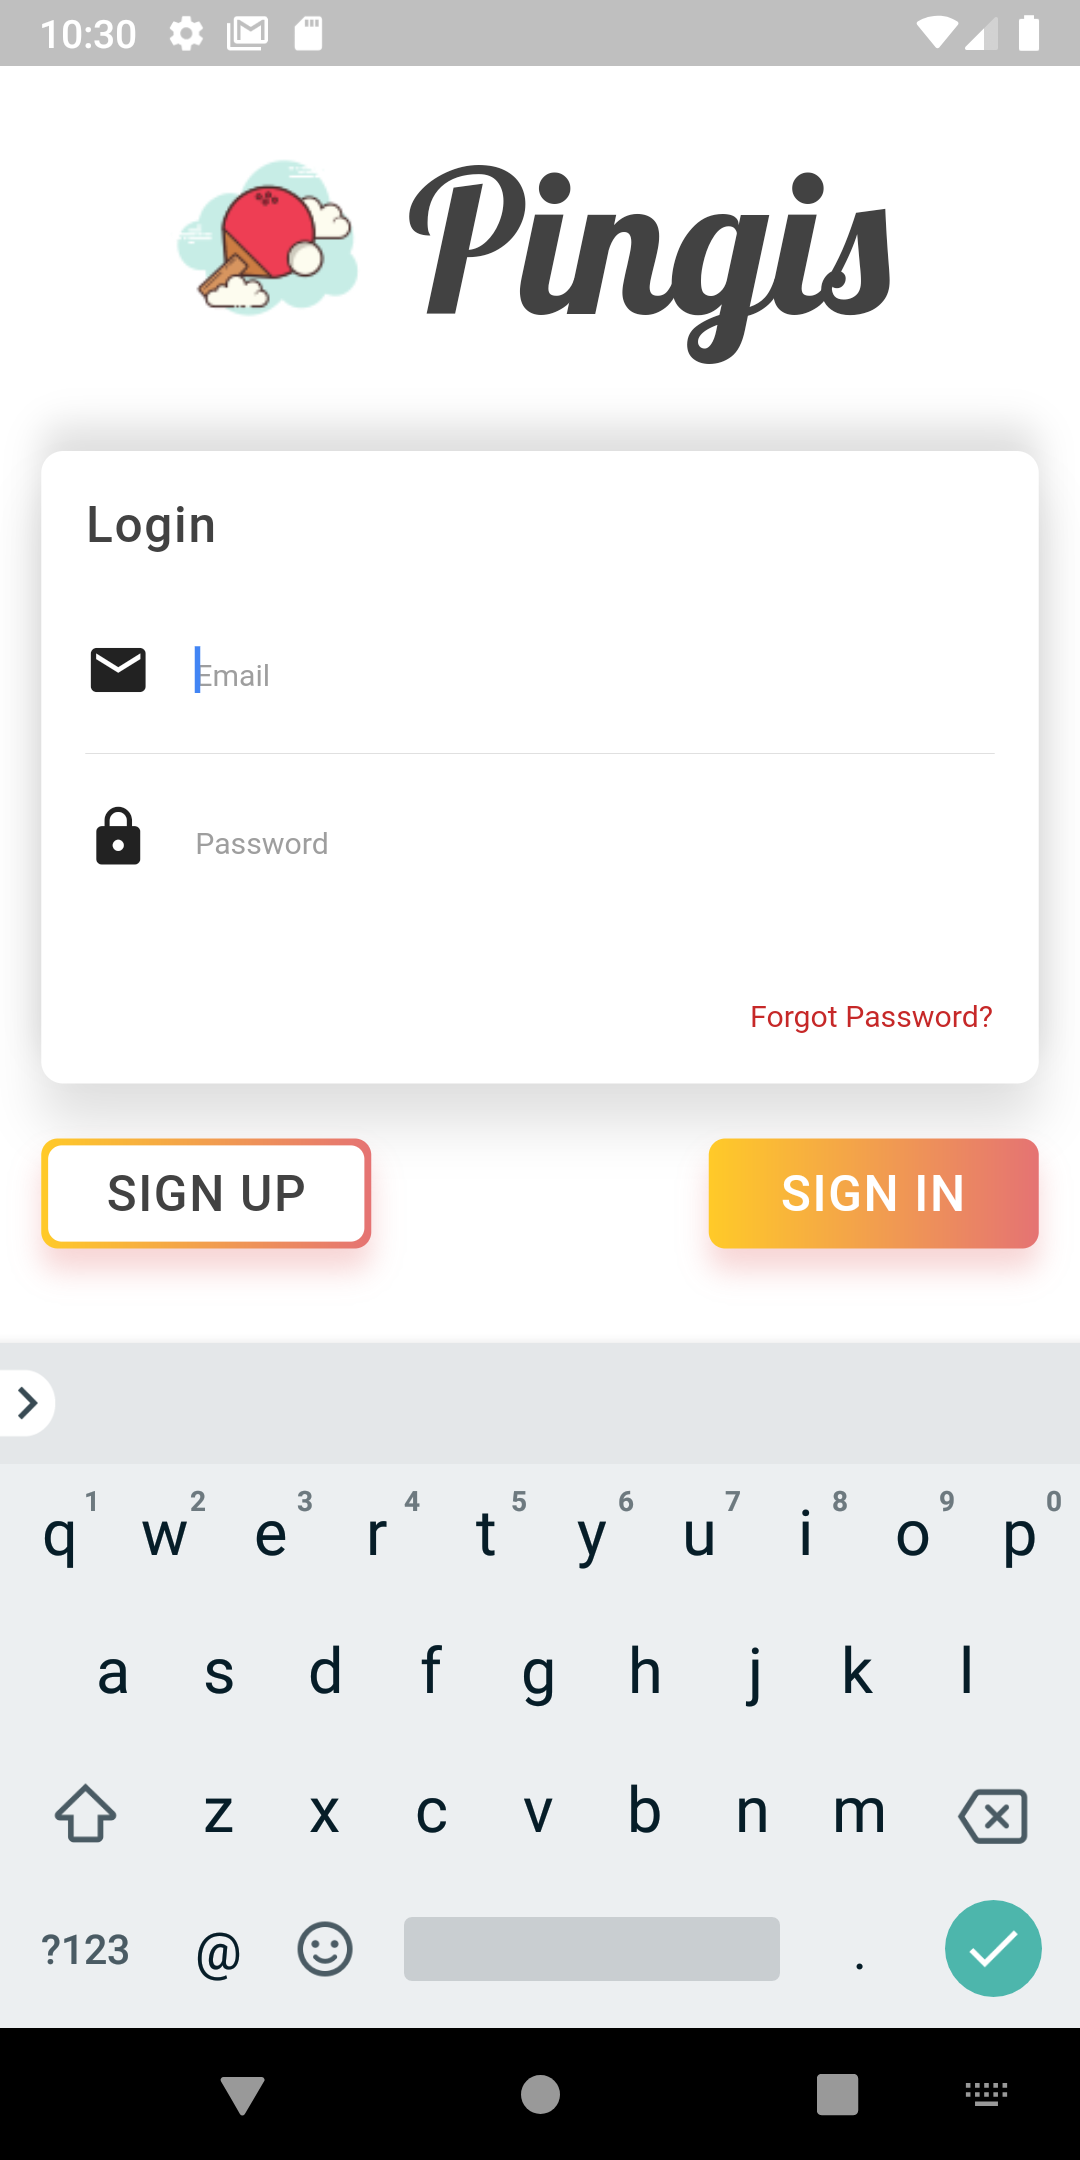 10:30
Pingis
Login
Email
Password
Forgot Password?
SIGN UP
SIGN IN
1 2 3 4 5 6 7 8 9 0
q w e r t y u i o p
a s d f g h j k l
z x c v b n m
?123 @ .